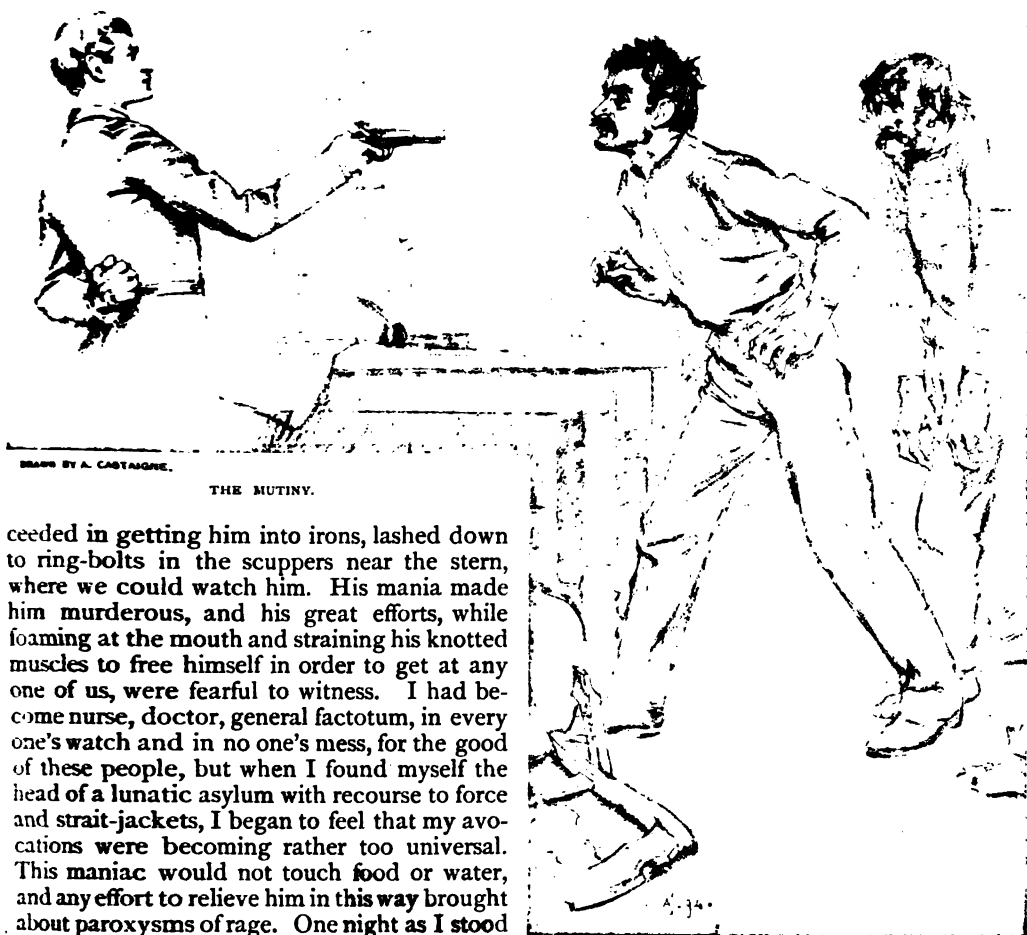 DRAWN BY A. CASTAIGNE.
THE MUTINY.
ceeded in getting him into irons, lashed down
to ring-bolts in the scuppers near the stern,
where we could watch him. His mania made
him murderous, and his great efforts, while
foaming at the mouth and straining his knotted
muscles to free himself in order to get at any
one of us, were fearful to witness. I had be-
come nurse, doctor, general factotum, in every
one's watch and in no one's mess, for the good
of these people, but when I found myself the
head of a lunatic asylum with recourse to force
and strait-jackets, I began to feel that my avo-
cations were becoming rather too universal.
This maniac would not touch food or water,
and any effort to relieve him in this way brought
about paroxysms of rage. One night as I stood